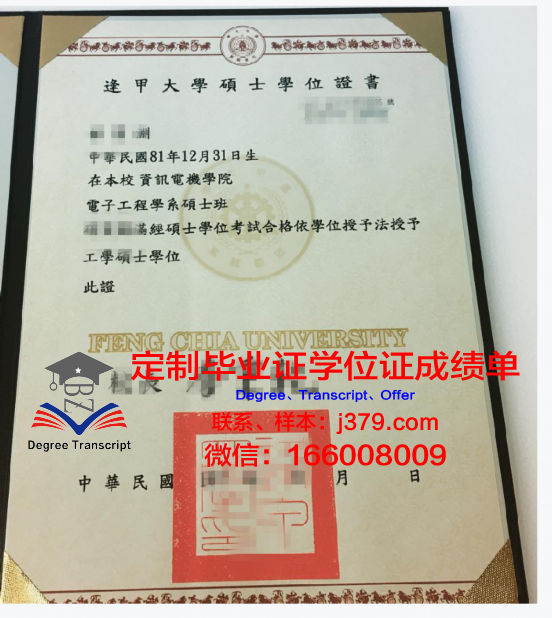 逢甲大學碩士學位證書
號
中華民國81年12月31日生
在本校 資訊電機學院
電子工程學系碩士班
經碩士學位考試合格依學位授予法授予
工學碩士學位
此證
FENG CHIA UNIVERSITY
定制毕业证学位证成绩单
Degree、Transcript、Offer
联系、样本：j379.com
微信：166008009
Degree Transcript
中華民國 月 日